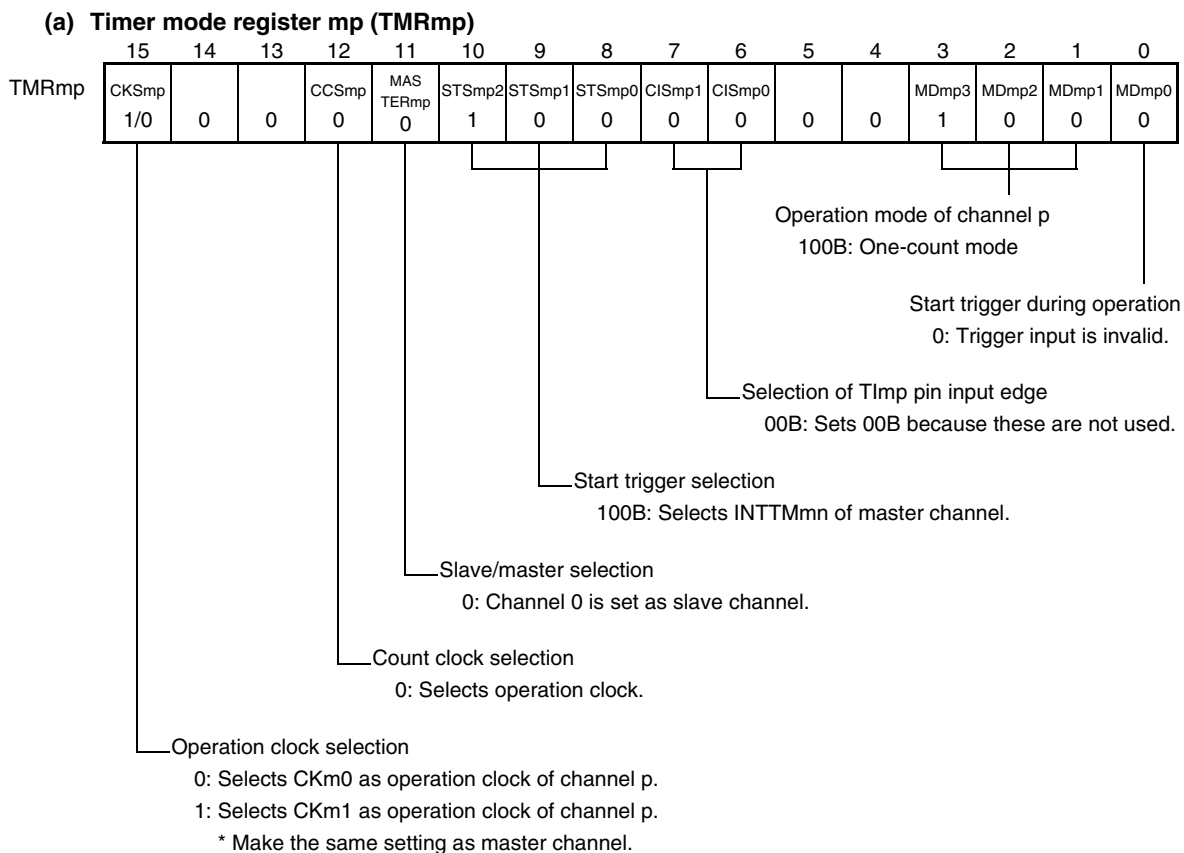 (a) Timer mode register mp (TMRmp)
15 14 13 12 11 10 9 8 7 6 5 4 3 2 1 0
TMRmp CKSmp CCSmp MAS STSmp2 STSmp1 STSmp0 CISmp1 CISmp0 MDmp3 MDmp2 MDmp1 MDmp0
TERmp
1/0 0 0 0 0 1 0 0 0 0 0 0 1 0 0 0
Operation mode of channel p
100B: One-count mode
Start trigger during operation
0: Trigger input is invalid.
Selection of TImp pin input edge
00B: Sets 00B because these are not used.
Start trigger selection
100B: Selects INTTMmn of master channel.
Slave/master selection
0: Channel 0 is set as slave channel.
Count clock selection
0: Selects operation clock.
Operation clock selection
0: Selects CKm0 as operation clock of channel p.
1: Selects CKm1 as operation clock of channel p.
* Make the same setting as master channel.